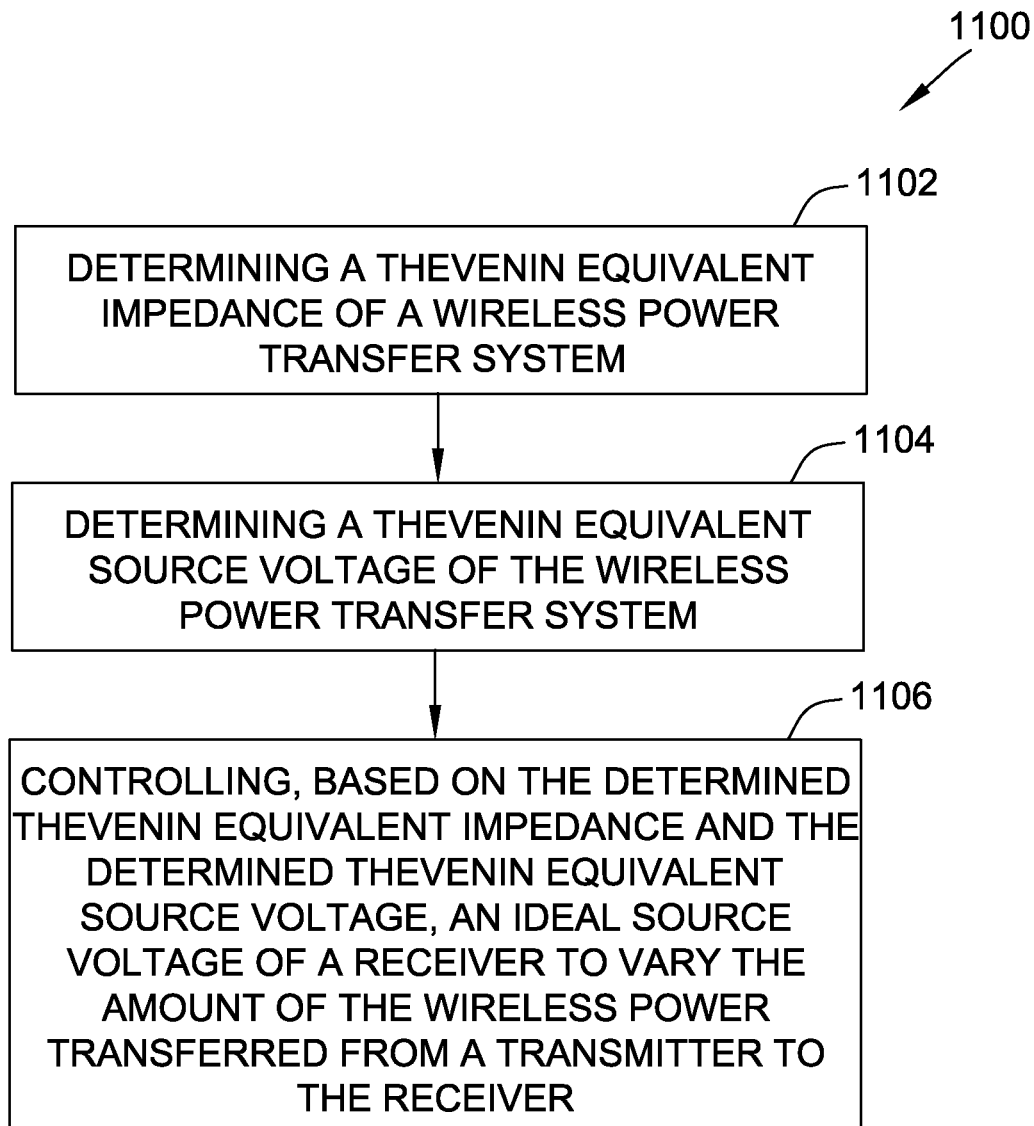 1100
1102
DETERMINING A THEVENIN EQUIVALENT
IMPEDANCE OF A WIRELESS POWER
TRANSFER SYSTEM
1104
DETERMINING A THEVENIN EQUIVALENT
SOURCE VOLTAGE OF THE WIRELESS
POWER TRANSFER SYSTEM
1106
CONTROLLING, BASED ON THE DETERMINED
THEVENIN EQUIVALENT IMPEDANCE AND THE
DETERMINED THEVENIN EQUIVALENT
SOURCE VOLTAGE, AN IDEAL SOURCE
VOLTAGE OF A RECEIVER TO VARY THE
AMOUNT OF THE WIRELESS POWER
TRANSFERRED FROM A TRANSMITTER TO
THE RECEIVER